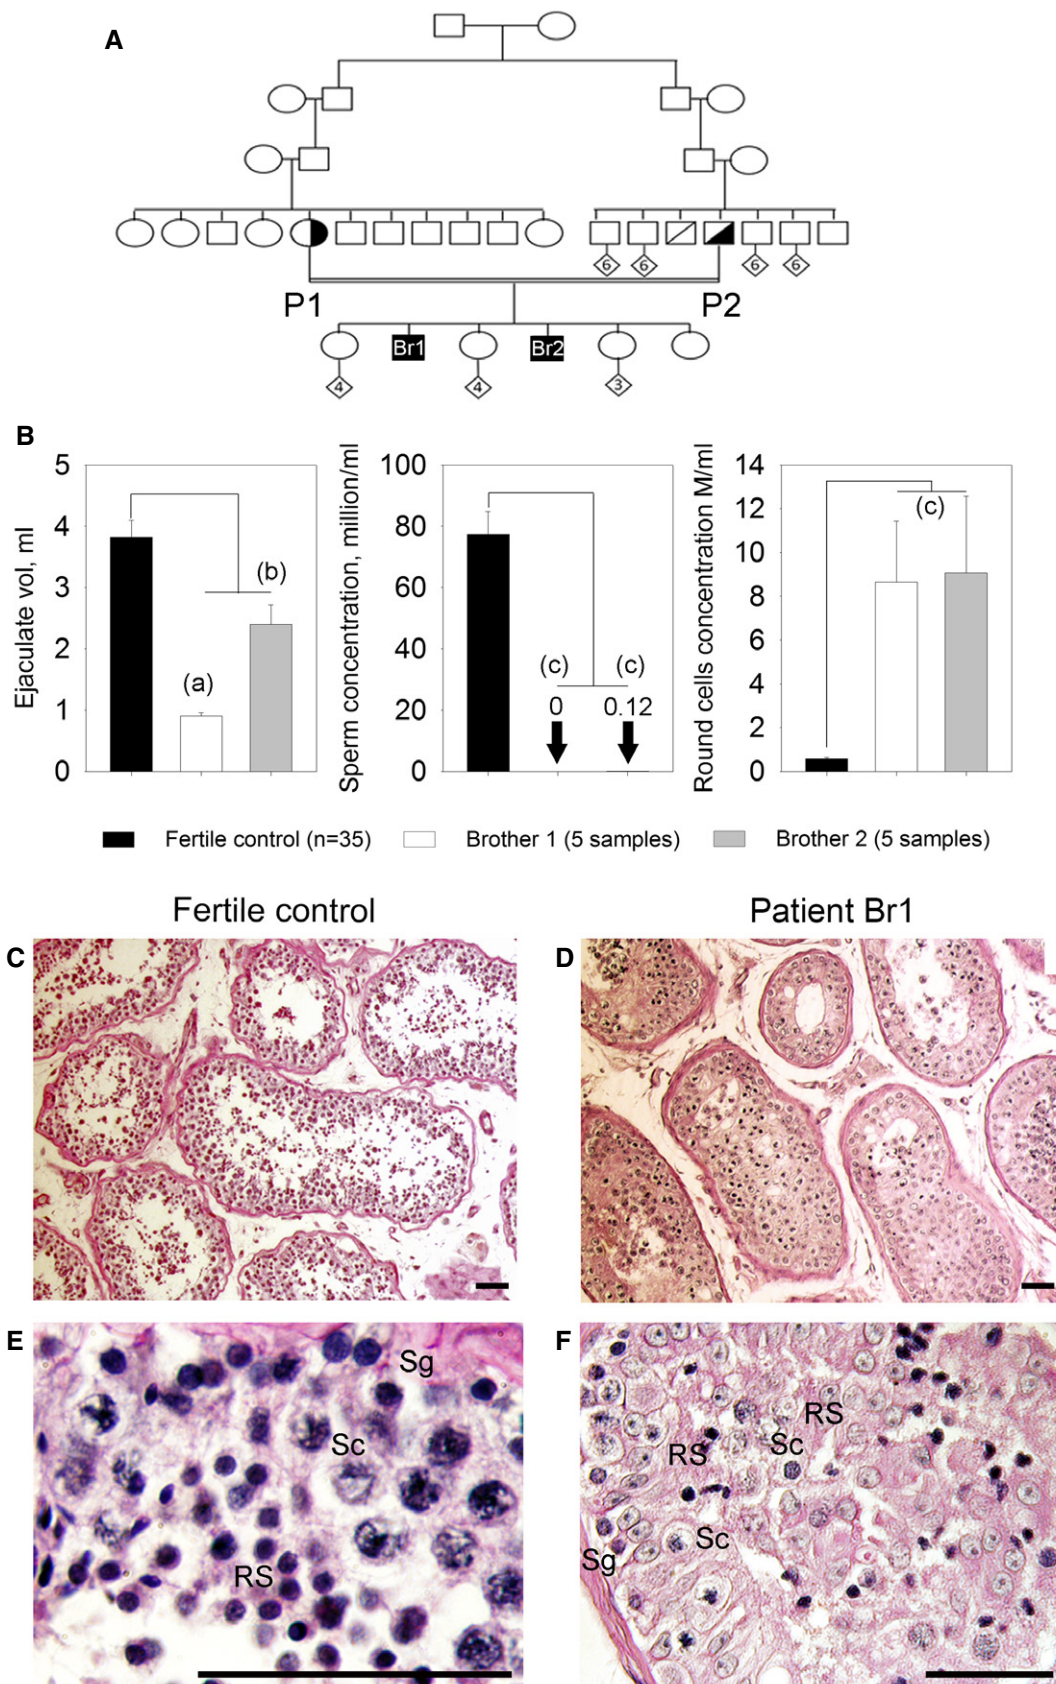 A
6 6 6 6
P1 P2
Br1 Br2
4 4 3
B
Ejaculate vol, ml
5
4
3
2
1
0
(a)
(b)
Sperm concentration, million/ml
100
80
60
40
20
0
(c) (c)
0 0.12
Round cells concentration M/ml
14
12
10
8
6
4
2
0
(c)
Fertile control (n=35) Brother 1 (5 samples) Brother 2 (5 samples)
Fertile control Patient Br1
C D
E
Sg
Sc
RS
F
RS
RS
Sc
Sc
Sg